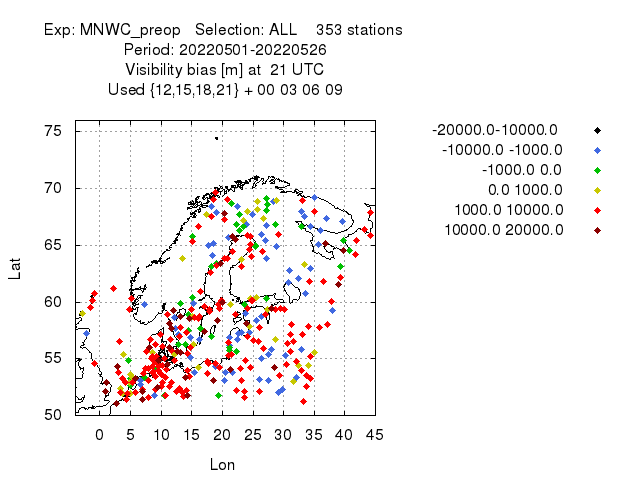 Exp: MNWC_preop Selection: ALL 353 stations
Period: 20220501-20220526
Visibility bias [m] at 21 UTC
Used {12,15,18,21} + 00 03 06 09
-20000.0-10000.0
-10000.0 -1000.0
-1000.0 0.0
0.0 1000.0
1000.0 10000.0
10000.0 20000.0
75
70
65
60
55
50
Lat
0 5 10 15 20 25 30 35 40 45
Lon